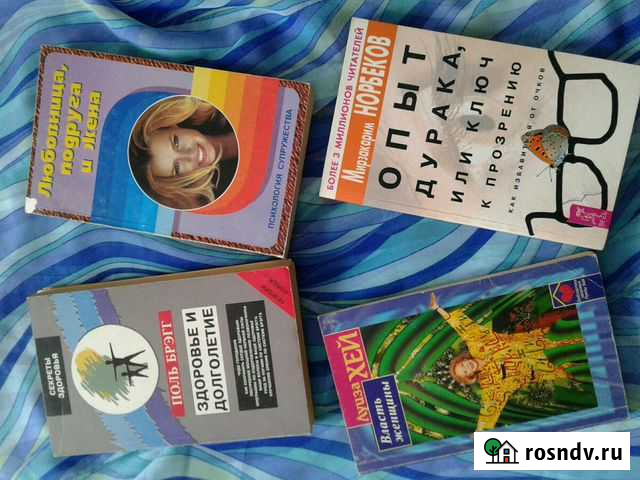 Любовница,
подруга
и жена
ПСИХОЛОГИЯ СУПРУЖЕСТВА
БОЛЕЕ 3 МИЛЛИОНОВ ЧИТАТЕЛЕЙ
Мирзакарим НОРБЕКОВ
ОПЫТ
ДУРАКА,
ИЛИ КЛЮЧ
К ПРОЗРЕНИЮ
КАК ИЗБАВИТЬСЯ ОТ ОЧКОВ
СЕКРЕТЫ
ЗДОРОВЬЯ
ПОЛЬ БРЭГГ
ЗДОРОВЬЕ И
ДОЛГОЛЕТИЕ
Луиза ХЕЙ
Власть
женщины
rosndv.ru